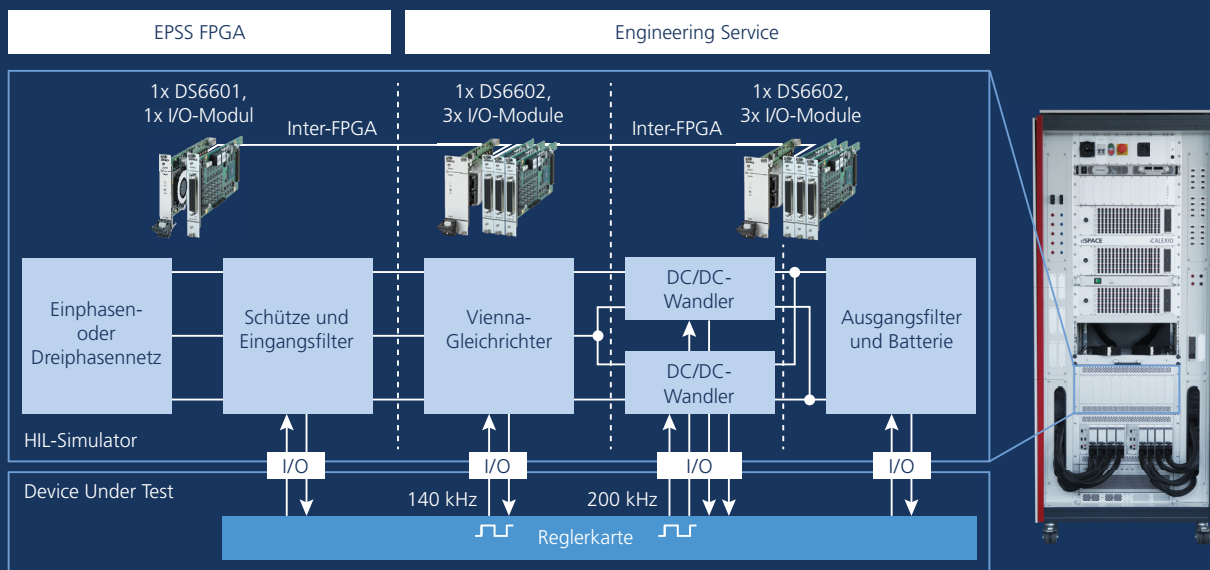 EPSS FPGA
Engineering Service
1x DS6601,
1x I/O-Modul
Inter-FPGA
1x DS6602,
3x I/O-Module
Inter-FPGA
1x DS6602,
3x I/O-Module
Einphasen-
oder
Dreiphasennetz
Schütze und
Eingangsfilter
Vienna-
Gleichrichter
DC/DC-
Wandler
DC/DC-
Wandler
Ausgangsfilter
und Batterie
HIL-Simulator
I/O
I/O
I/O
I/O
Device Under Test
140 kHz
200 kHz
Reglerkarte
dSPACE
SCALEXIO